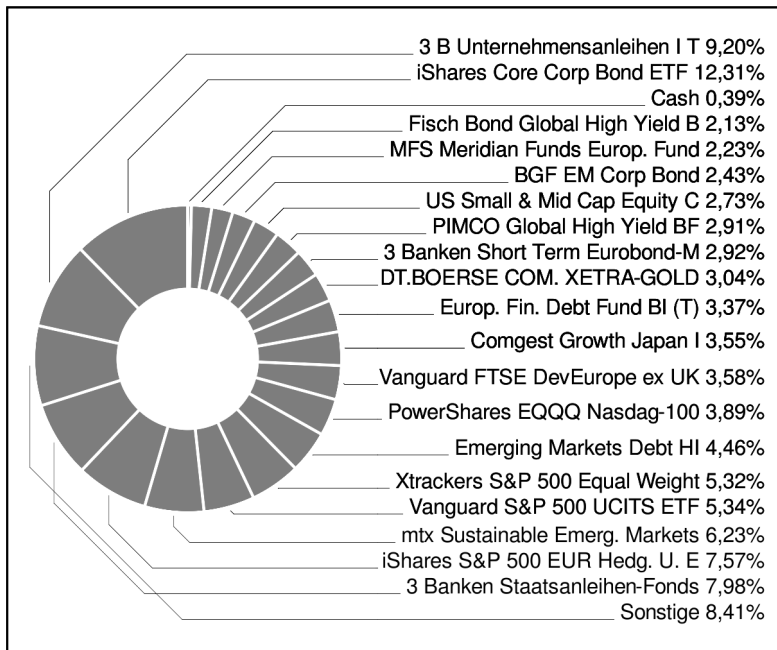 3 B Unternehmensanleihen I T 9,20%
iShares Core Corp Bond ETF 12,31%
Cash 0,39%
Fisch Bond Global High Yield B 2,13%
MFS Meridian Funds Europ. Fund 2,23%
BGF EM Corp Bond 2,43%
US Small & Mid Cap Equity C 2,73%
PIMCO Global High Yield BF 2,91%
3 Banken Short Term Eurobond-M 2,92%
DT.BOERSE COM. XETRA-GOLD 3,04%
Europ. Fin. Debt Fund BI (T) 3,37%
Comgest Growth Japan I 3,55%
Vanguard FTSE DevEurope ex UK 3,58%
PowerShares EQQQ Nasdag-100 3,89%
Emerging Markets Debt HI 4,46%
Xtrackers S&P 500 Equal Weight 5,32%
Vanguard S&P 500 UCITS ETF 5,34%
mtx Sustainable Emerg. Markets 6,23%
iShares S&P 500 EUR Hedg. U. E 7,57%
3 Banken Staatsanleihen-Fonds 7,98%
Sonstige 8,41%